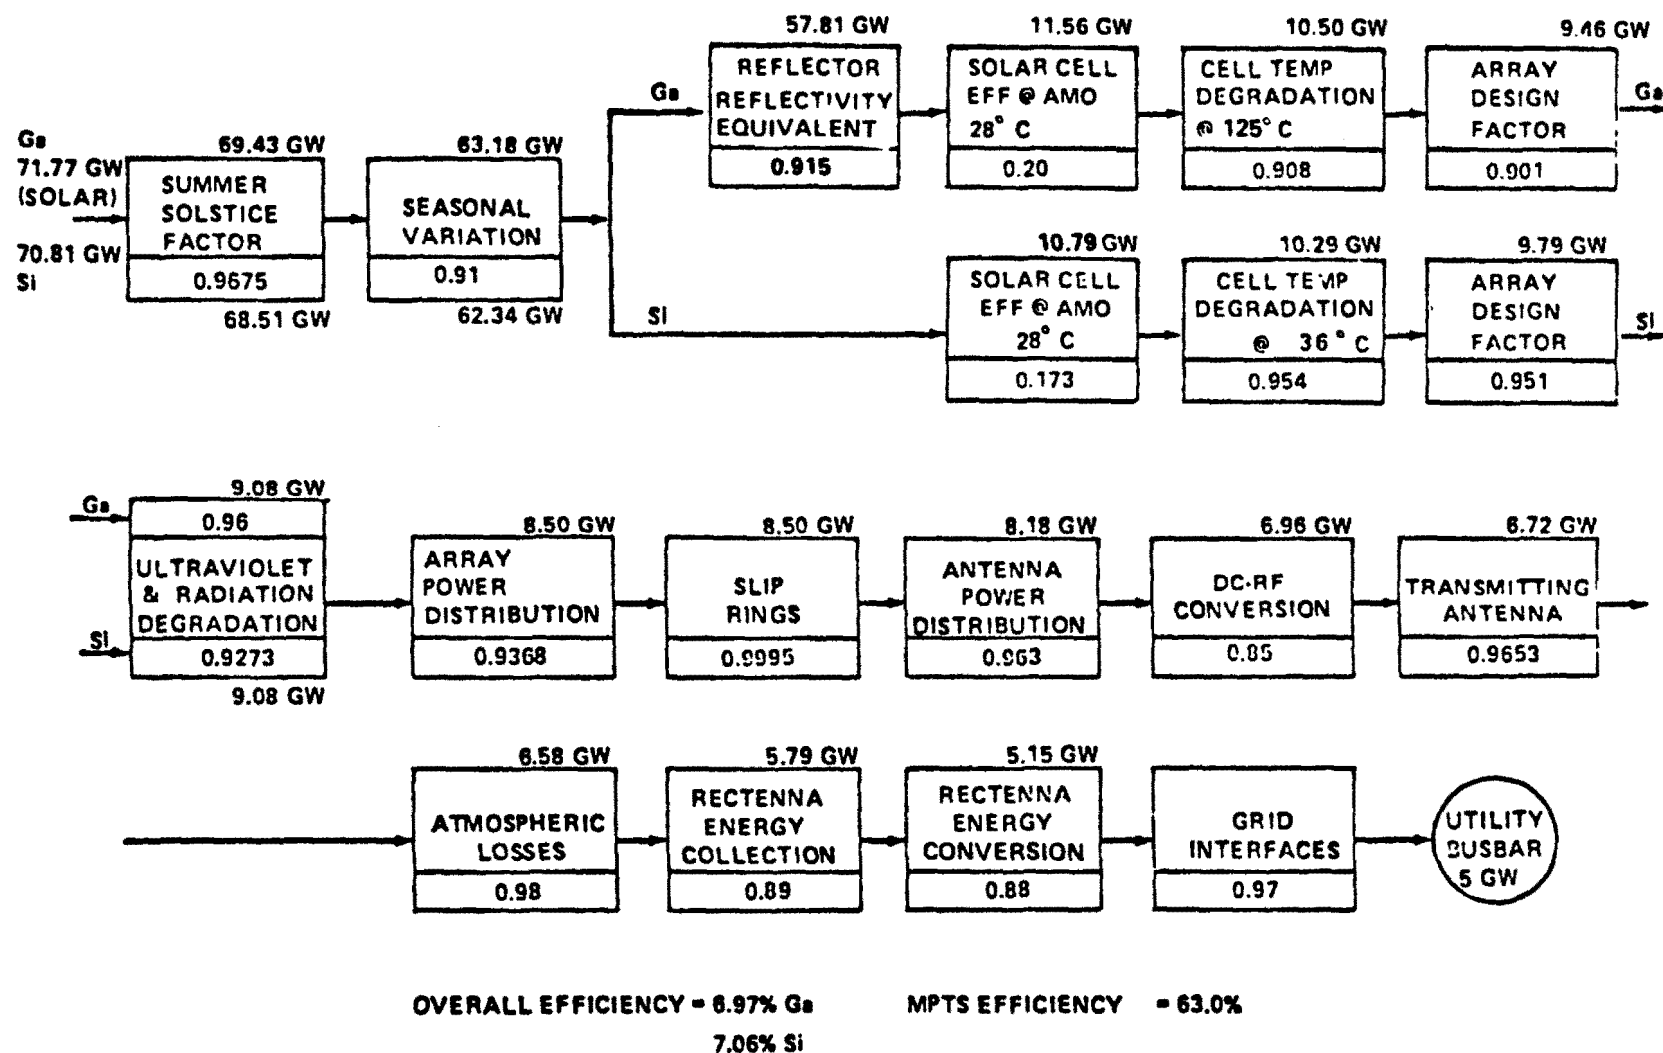 57.81 GW
11.56 GW
10.50 GW
9.46 GW
REFLECTOR
REFLECTIVITY
EQUIVALENT
0.915
SOLAR CELL
EFF @ AMO
28° C
0.20
CELL TEMP
DEGRADATION
@ 125° C
0.908
ARRAY
DESIGN
FACTOR
0.901
Ga
Ga
Ga
71.77 GW
(SOLAR)
70.81 GW
Si
69.43 GW
SUMMER
SOLSTICE
FACTOR
0.9675
68.51 GW
63.18 GW
SEASONAL
VARIATION
0.91
62.34 GW
Si
10.79 GW
SOLAR CELL
EFF @ AMO
28° C
0.173
10.29 GW
CELL TEMP
DEGRADATION
@ 36° C
0.954
9.79 GW
ARRAY
DESIGN
FACTOR
0.951
Si
Ga
Si
9.08 GW
0.96
ULTRAVIOLET
& RADIATION
DEGRADATION
0.9273
9.08 GW
8.50 GW
ARRAY
POWER
DISTRIBUTION
0.9368
8.50 GW
SLIP
RINGS
0.9995
8.18 GW
ANTENNA
POWER
DISTRIBUTION
0.963
6.96 GW
DC-RF
CONVERSION
0.85
6.72 GW
TRANSMITTING
ANTENNA
0.9653
6.58 GW
ATMOSPHERIC
LOSSES
0.98
5.79 GW
RECTENNA
ENERGY
COLLECTION
0.89
5.15 GW
RECTENNA
ENERGY
CONVERSION
0.88
GRID
INTERFACES
0.97
UTILITY
BUSBAR
5 GW
OVERALL EFFICIENCY = 6.97% Ga
7.06% Si
MPTS EFFICIENCY = 63.0%